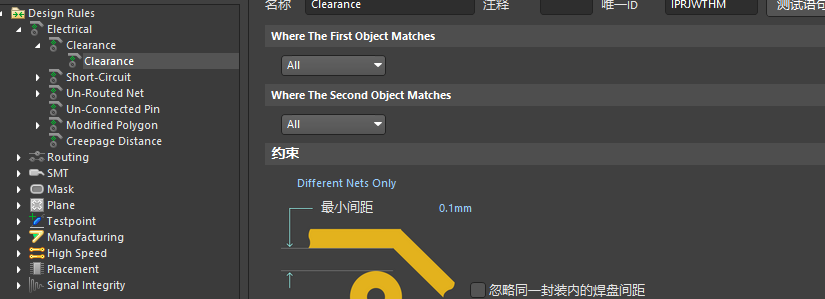 Design Rules
Electrical
Clearance
Clearance
Short-Circuit
Un-Routed Net
Un-Connected Pin
Modified Polygon
Creepage Distance
Routing
SMT
Mask
Plane
Testpoint
Manufacturing
High Speed
Placement
Signal Integrity
名称 Clearance 注释 唯一ID IPRJWTHM 测试语句
Where The First Object Matches
All
Where The Second Object Matches
All
约束
Different Nets Only
最小间距 0.1mm
忽略同一封装内的焊盘间距